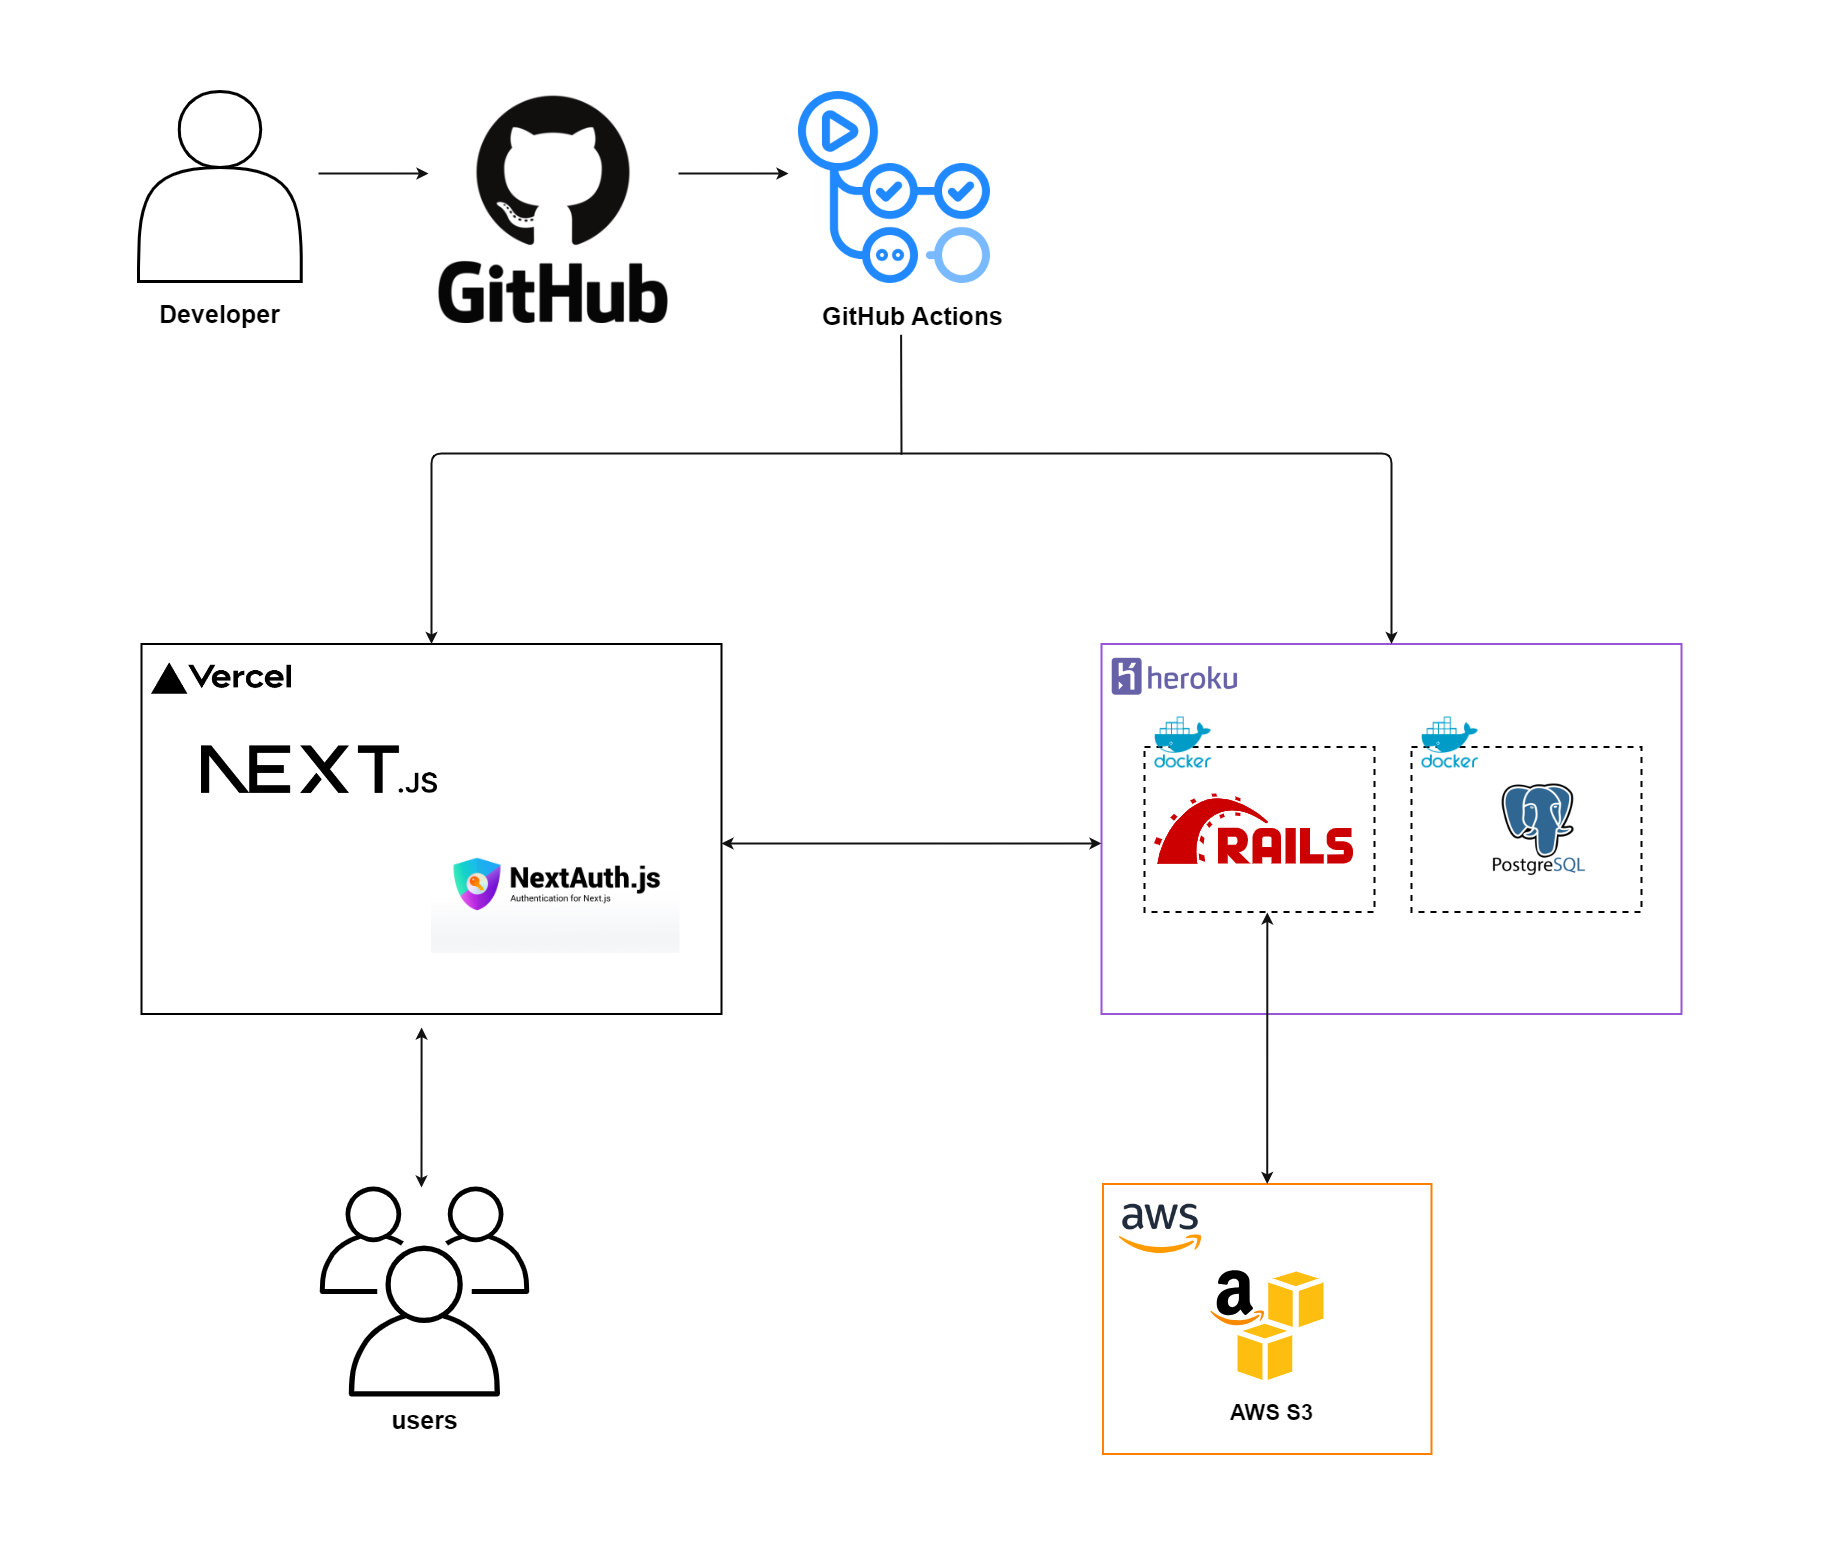 GitHub
Developer
GitHub Actions
Vercel
NEXT.JS
NextAuth.js
Authentication for Next.js
heroku
docker
docker
RAILS
PostgreSQL
users
aws
a
AWS S3